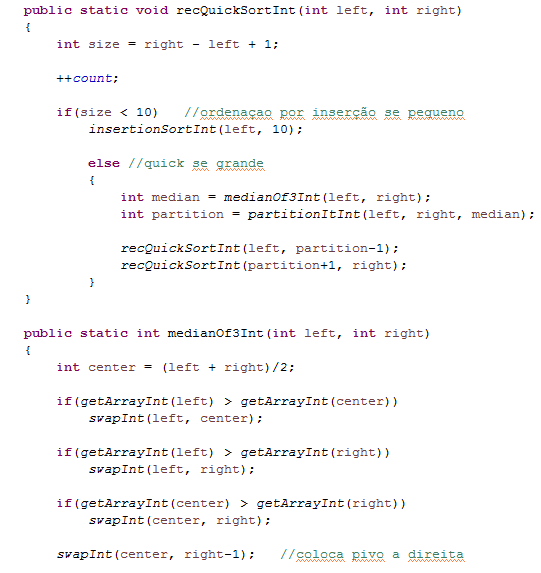 public static void recQuickSortInt(int left, int right)
{
    int size = right - left + 1;

    ++count;

    if(size < 10)   //ordenaçao por inserção se pequeno
        insertionSortInt(left, 10);

        else //quick se grande
        {
            int median = medianOf3Int(left, right);
            int partition = partitionItInt(left, right, median);

            recQuickSortInt(left, partition-1);
            recQuickSortInt(partition+1, right);
        }
}

public static int medianOf3Int(int left, int right)
{
    int center = (left + right)/2;

    if(getArrayInt(left) > getArrayInt(center))
        swapInt(left, center);

    if(getArrayInt(left) > getArrayInt(right))
        swapInt(left, right);

    if(getArrayInt(center) > getArrayInt(right))
        swapInt(center, right);

    swapInt(center, right-1);   //coloca pivo a direita